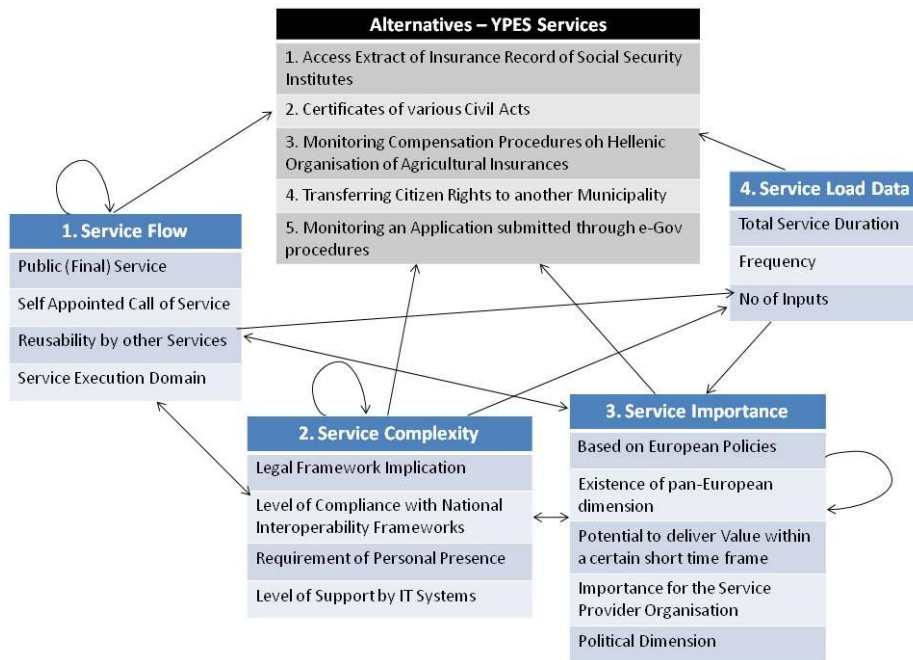 Alternatives – YPES Services
1. Access Extract of Insurance Record of Social Security
Institutes
2. Certificates of various Civil Acts
3. Monitoring Compensation Procedures oh Hellenic
Organisation of Agricultural Insurances
4. Transferring Citizen Rights to another Municipality
5. Monitoring an Application submitted through e-Gov
procedures
1. Service Flow
Public (Final) Service
Self Appointed Call of Service
Reusability by other Services
Service Execution Domain
4. Service Load Data
Total Service Duration
Frequency
No of Inputs
2. Service Complexity
Legal Framework Implication
Level of Compliance with National
Interoperability Frameworks
Requirement of Personal Presence
Level of Support by IT Systems
3. Service Importance
Based on European Policies
Existence of pan-European
dimension
Potential to deliver Value within
a certain short time frame
Importance for the Service
Provider Organisation
Political Dimension